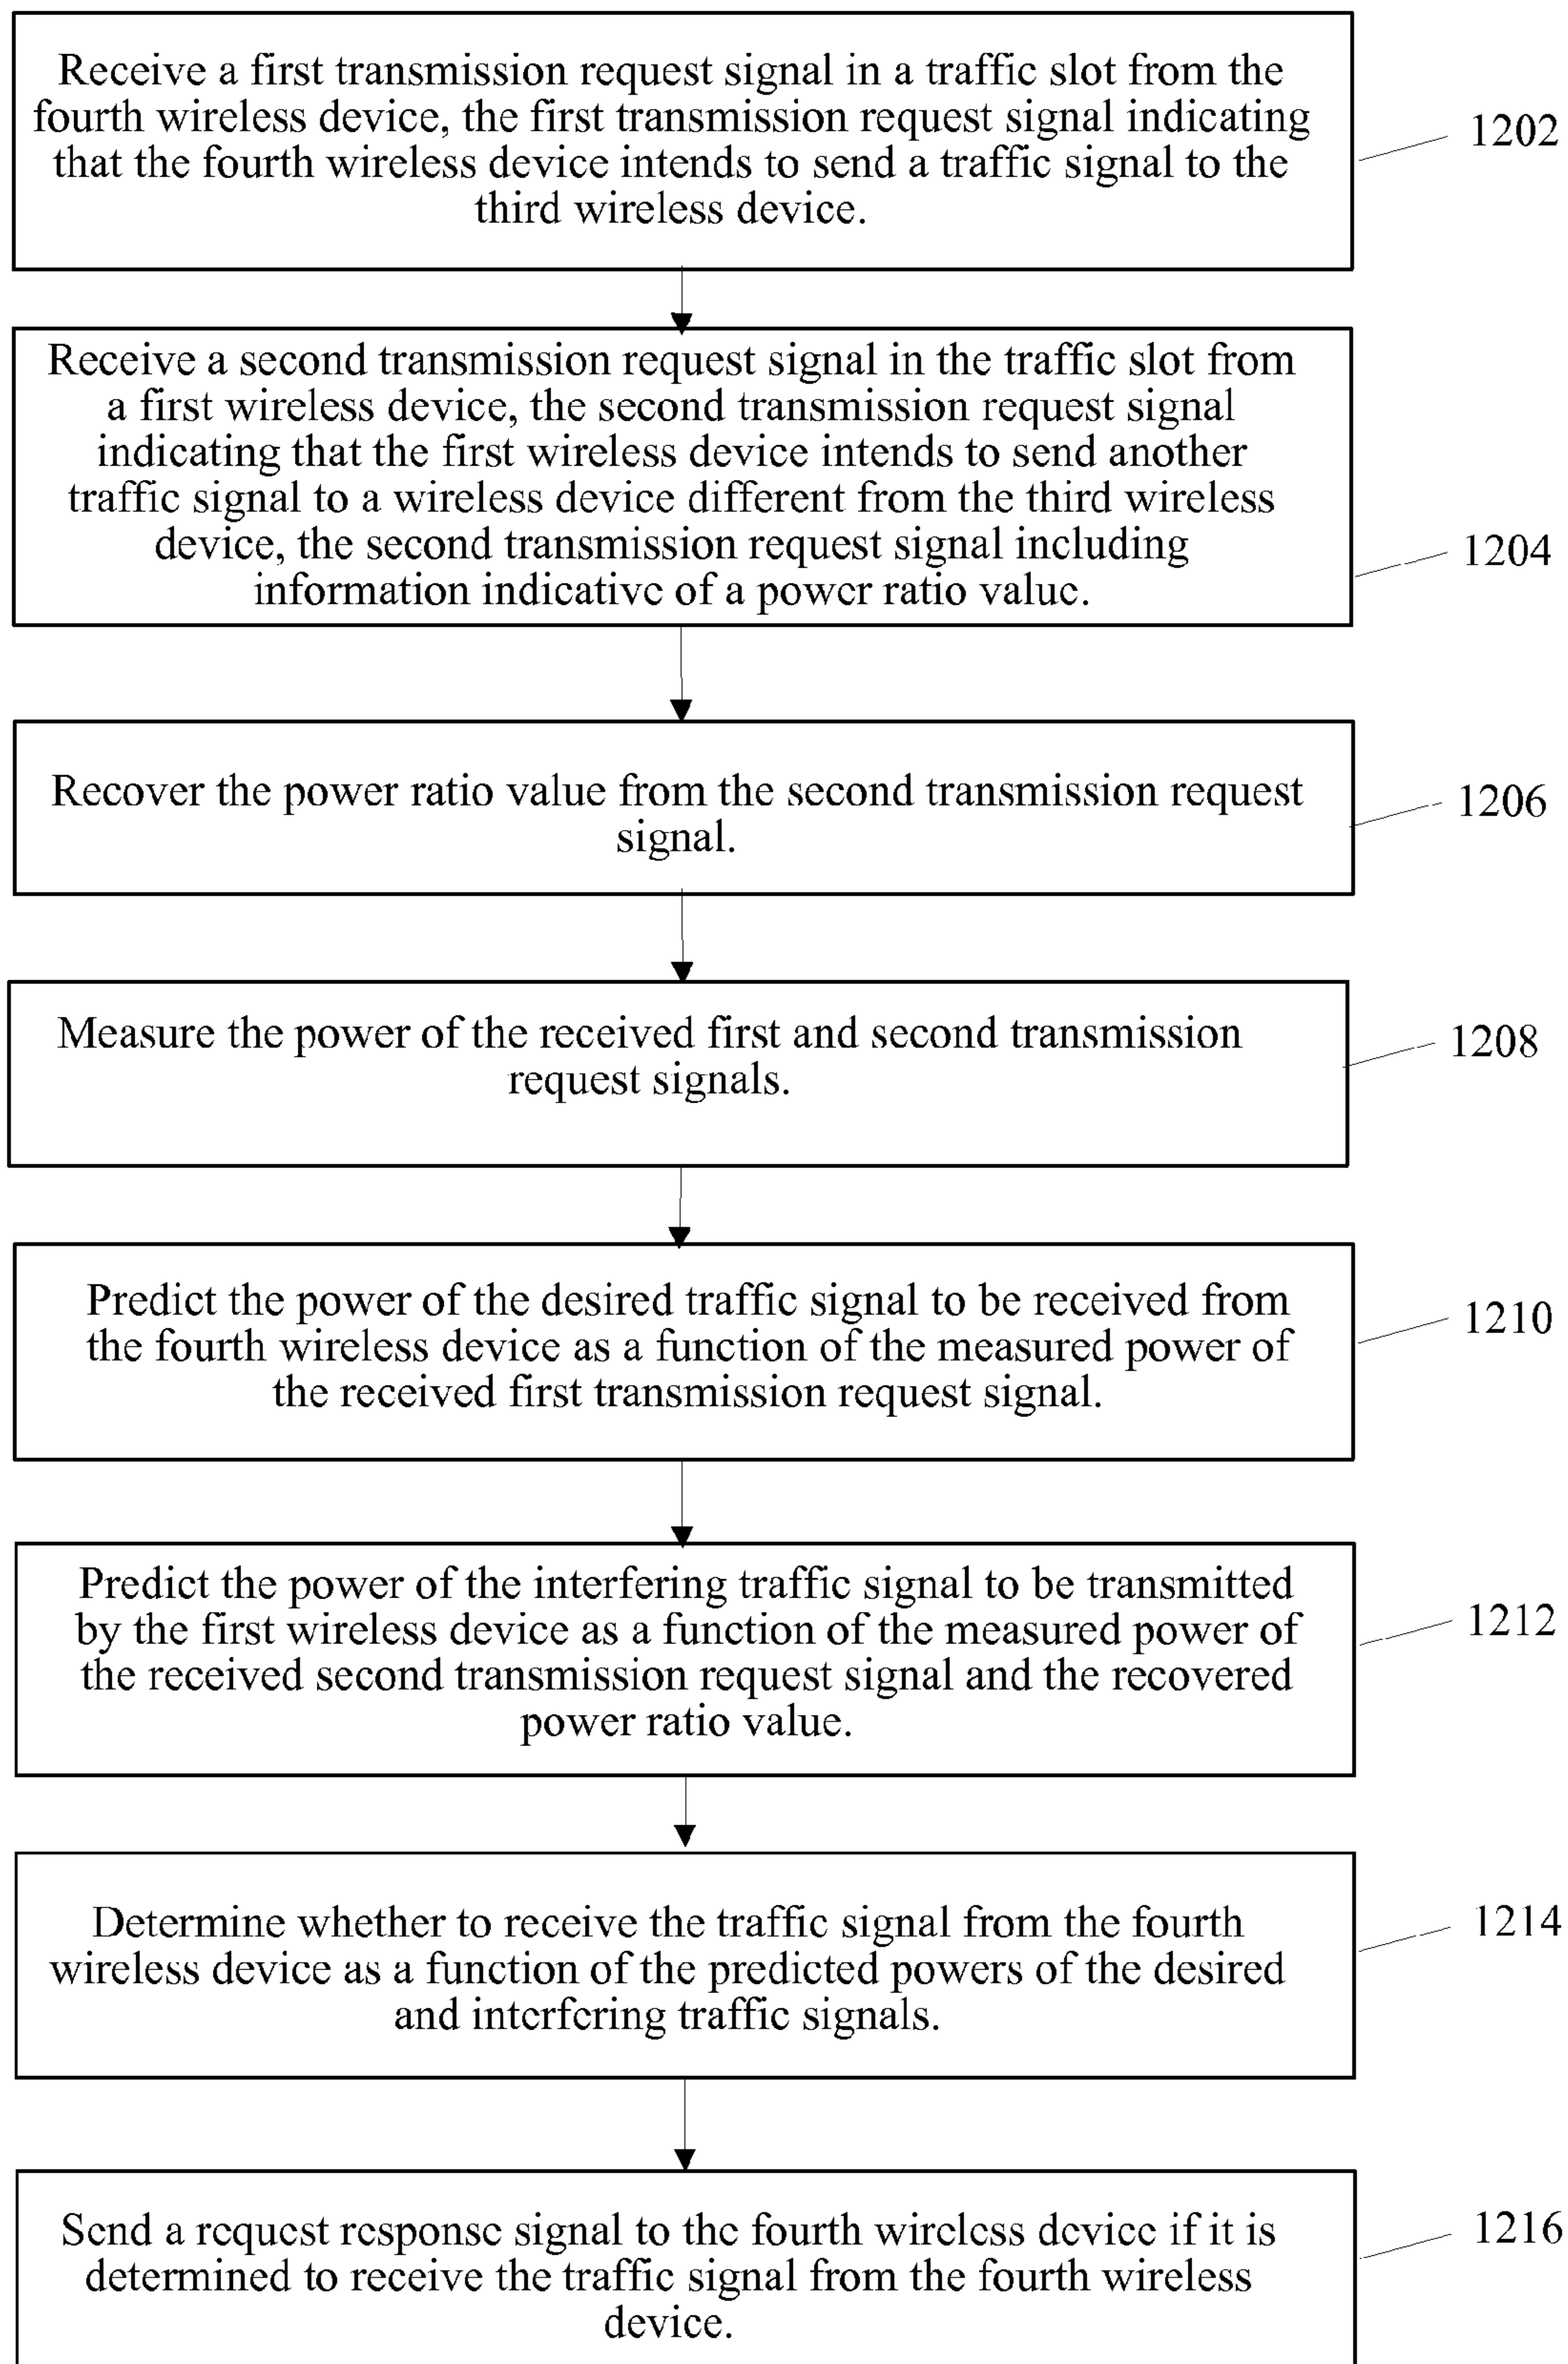 Receive a first transmission request signal in a traffic slot from the
fourth wireless device, the first transmission request signal indicating
that the fourth wireless device intends to send a traffic signal to the
third wireless device.
1202
Receive a second transmission request signal in the traffic slot from
a first wireless device, the second transmission request signal
indicating that the first wireless device intends to send another
traffic signal to a wireless device different from the third wireless
device, the second transmission request signal including
information indicative of a power ratio value.
1204
Recover the power ratio value from the second transmission request
signal.
1206
Measure the power of the received first and second transmission
request signals.
1208
Predict the power of the desired traffic signal to be received from
the fourth wireless device as a function of the measured power of
the received first transmission request signal.
1210
Predict the power of the interfering traffic signal to be transmitted
by the first wireless device as a function of the measured power of
the received second transmission request signal and the recovered
power ratio value.
1212
Determine whether to receive the traffic signal from the fourth
wireless device as a function of the predicted powers of the desired
and interfering traffic signals.
1214
Send a request response signal to the fourth wireless device if it is
determined to receive the traffic signal from the fourth wireless
device.
1216